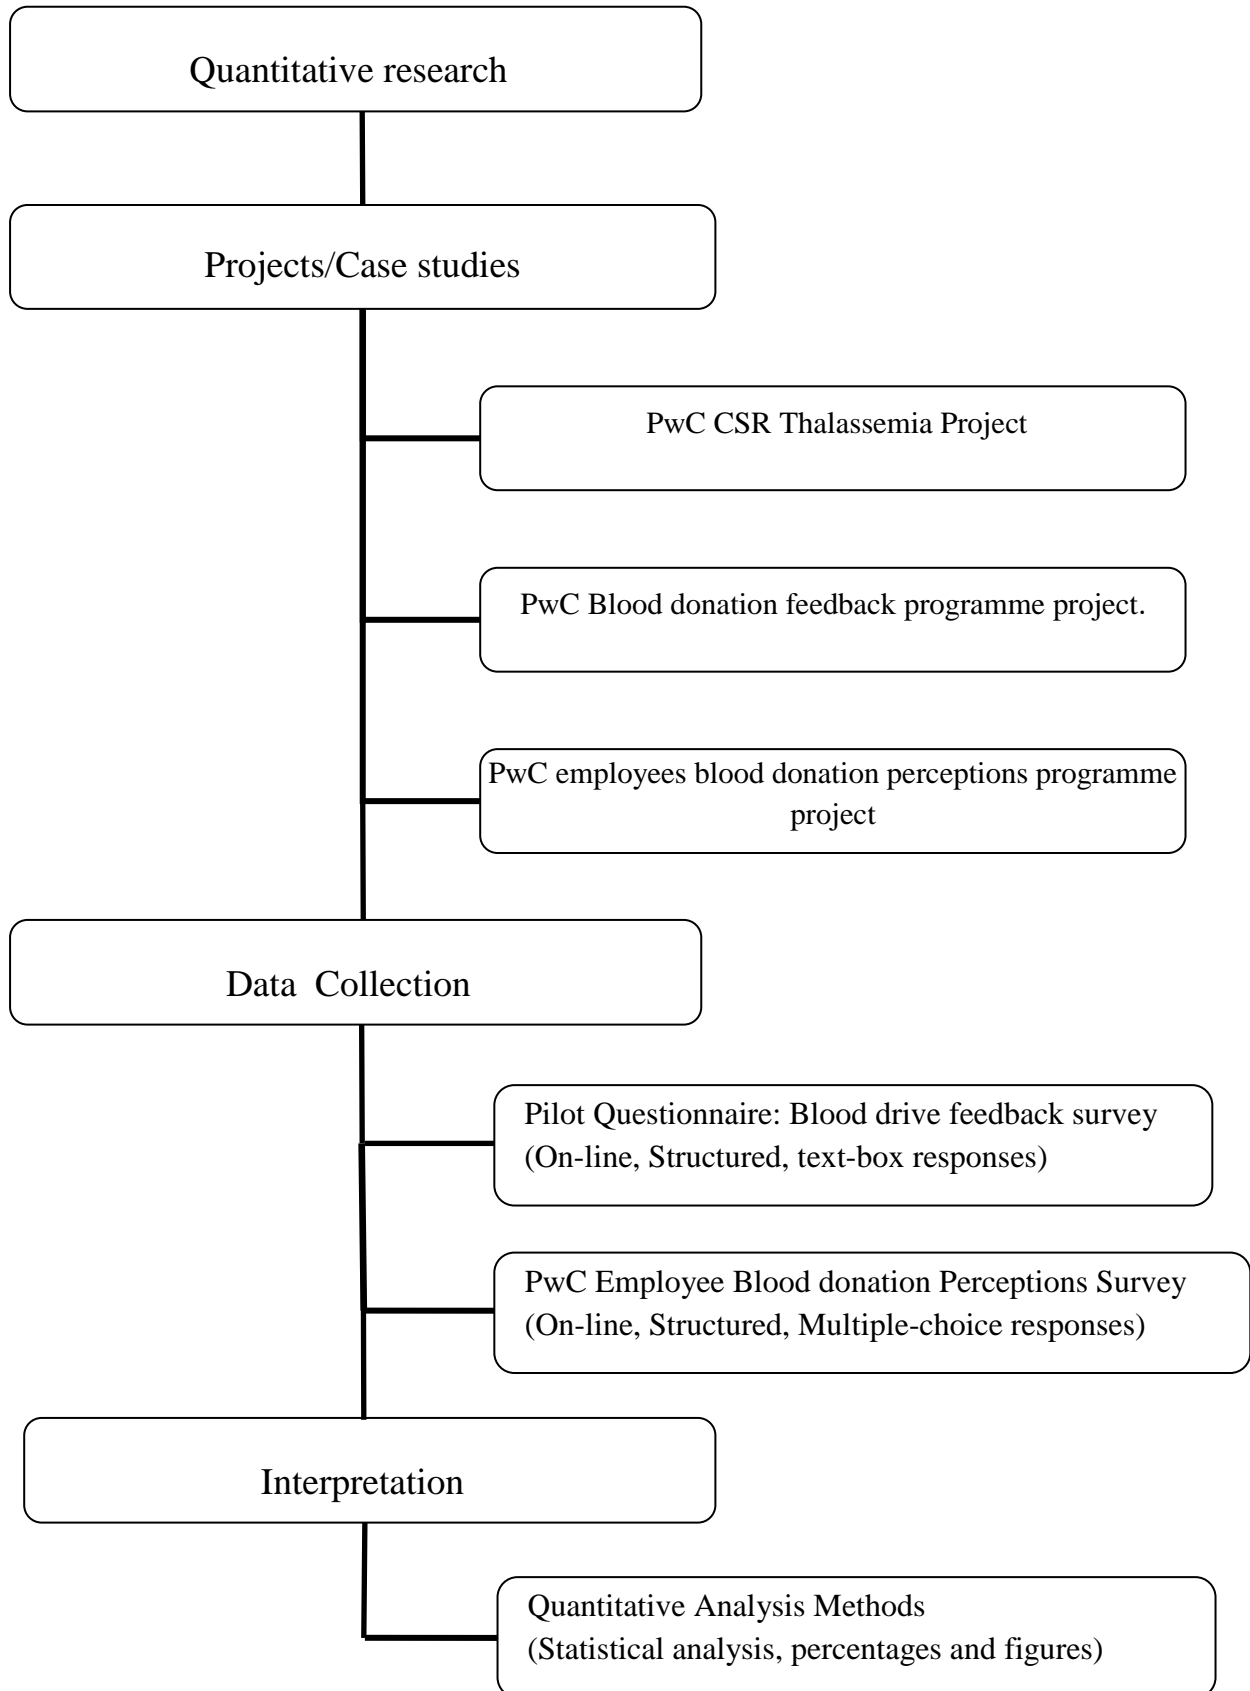 Quantitative research
Projects/Case studies
PwC CSR Thalassemia Project
PwC Blood donation feedback programme project.
PwC employees blood donation perceptions programme
project
Data  Collection
Pilot Questionnaire: Blood drive feedback survey
(On-line, Structured, text-box responses)
PwC Employee Blood donation Perceptions Survey
(On-line, Structured, Multiple-choice responses)
Interpretation
Quantitative Analysis Methods
(Statistical analysis, percentages and figures)